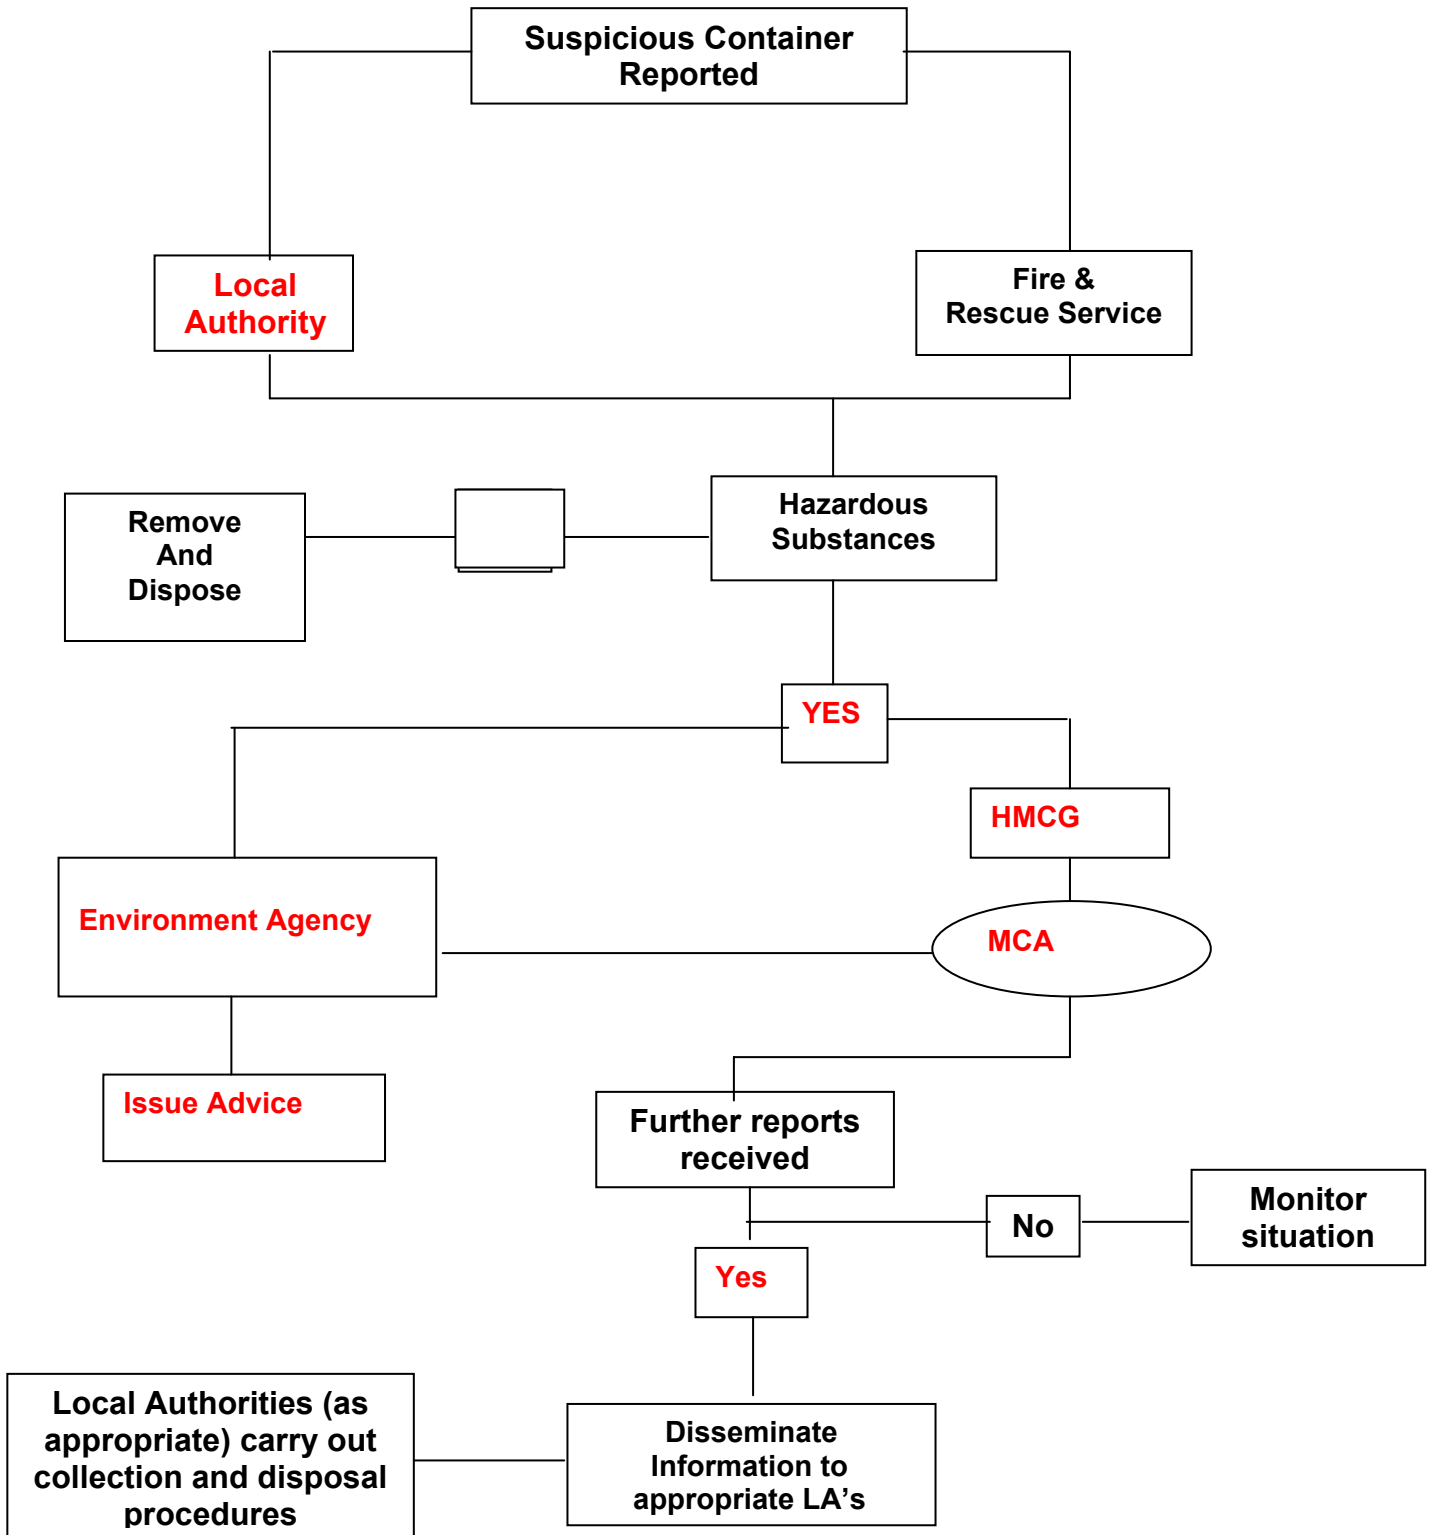 Suspicious Container
Reported
Local
Authority
Fire &
Rescue Service
Remove
And
Dispose
Hazardous
Substances
YES
HMCG
Environment Agency
MCA
Issue Advice
Further reports
received
No
Monitor
situation
Yes
Local Authorities (as
appropriate) carry out
collection and disposal
procedures
Disseminate
Information to
appropriate LA’s